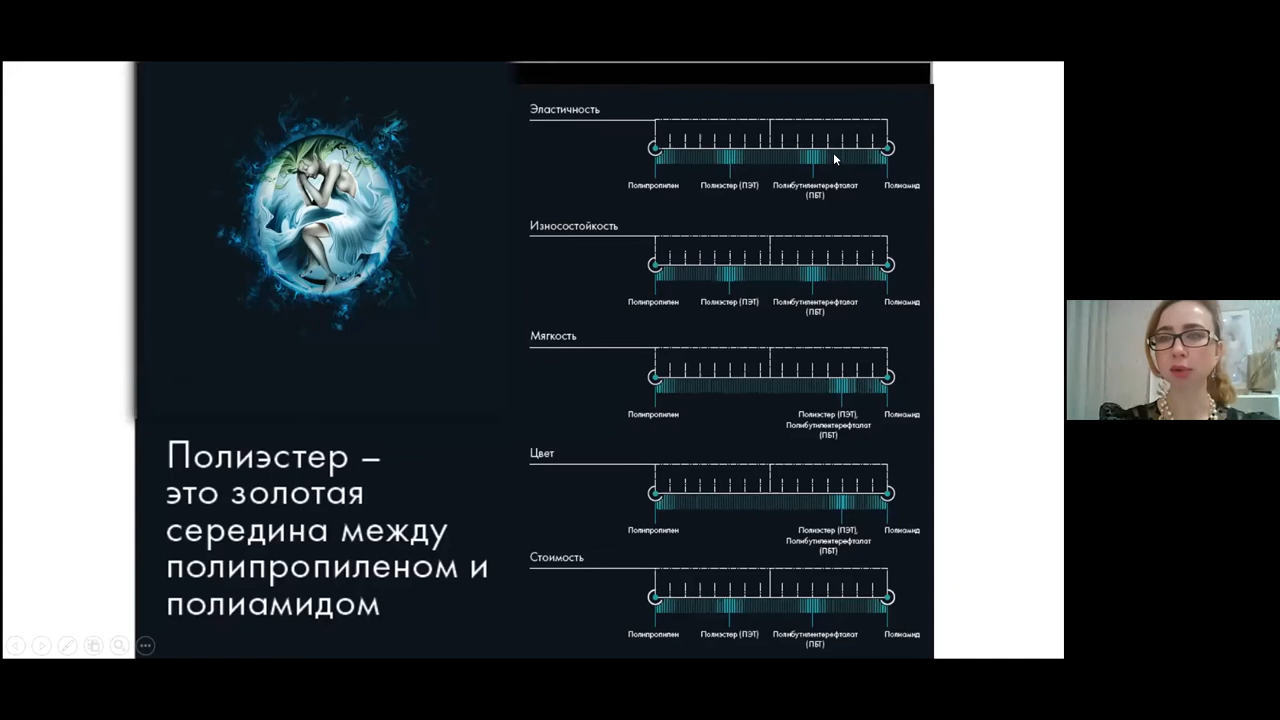 Полиэстер –
это золотая
середина между
полипропиленом и
полиамидом
Эластичность
Полипропилен
Полиэстер (ПЭТ)
Полибутилентерефталат
(ПБТ)
Полиамид
Износостойкость
Полипропилен
Полиэстер (ПЭТ)
Полибутилентерефталат
(ПБТ)
Полиамид
Мягкость
Полипропилен
Полиэстер (ПЭТ),
Полибутилентерефталат
(ПБТ)
Полиамид
Цвет
Полипропилен
Полиэстер (ПЭТ),
Полибутилентерефталат
(ПБТ)
Полиамид
Стоимость
Полипропилен
Полиэстер (ПЭТ)
Полибутилентерефталат
(ПБТ)
Полиамид